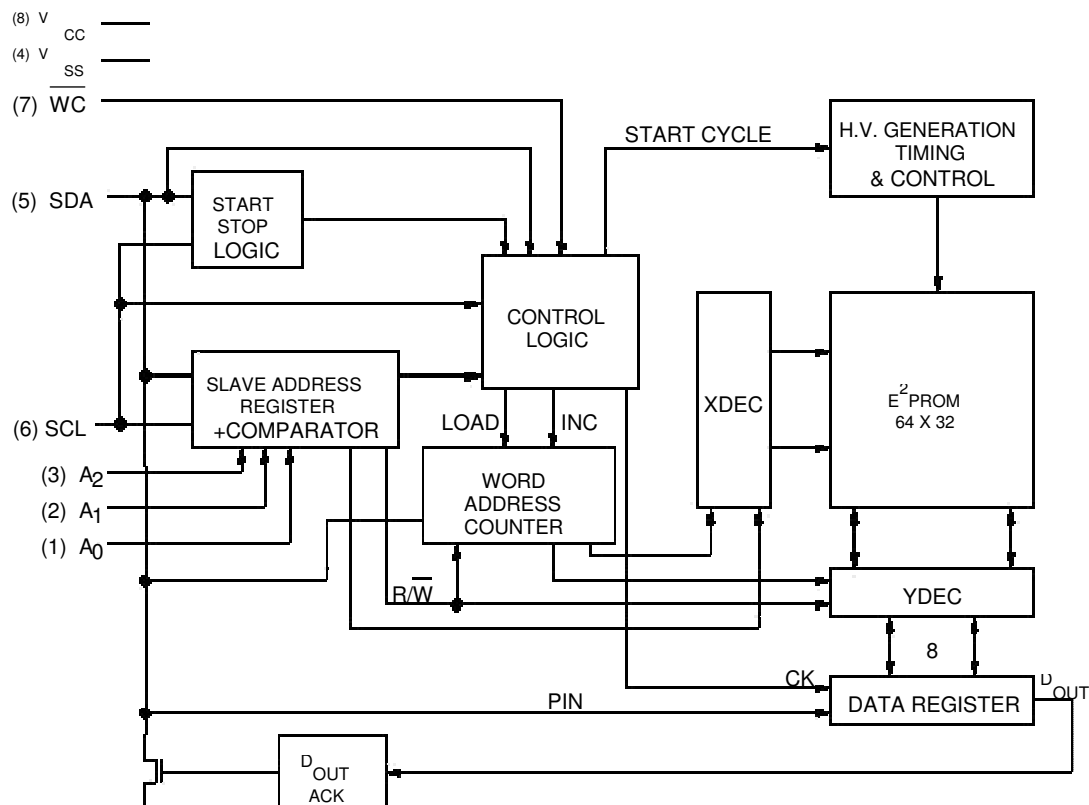 (8) V CC
(4) V SS
(7) WC
START CYCLE
H.V. GENERATION
TIMING
& CONTROL
(5) SDA
START
STOP
LOGIC
CONTROL
LOGIC
SLAVE ADDRESS
REGISTER
+COMPARATOR
XDEC
E2PROM
64 X 32
(6) SCL
LOAD
INC
(3) A2
(2) A1
(1) A0
WORD
ADDRESS
COUNTER
R/W
YDEC
8
CK
PIN
DATA REGISTER
DOUT
DOUT
ACK